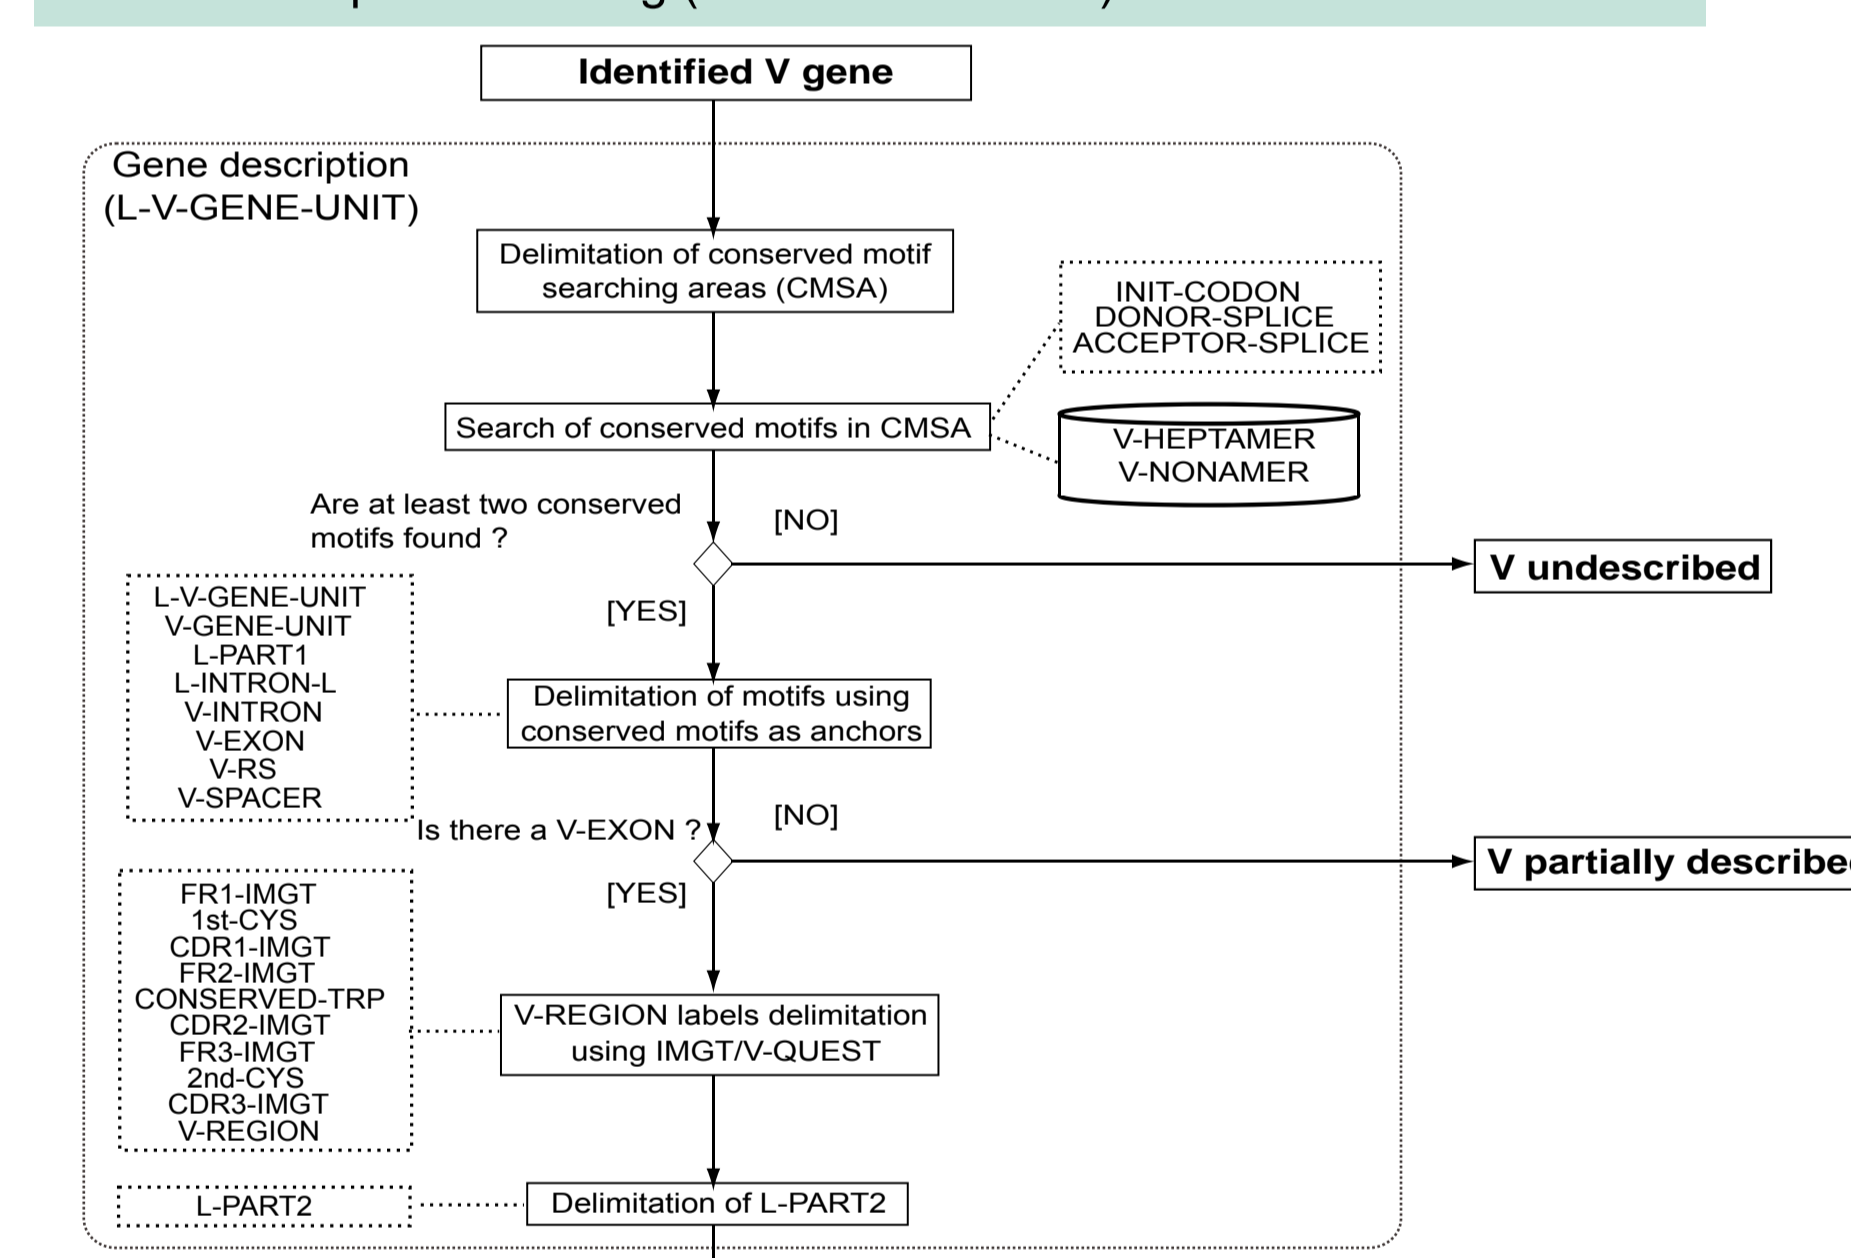 Identified V gene
Gene description
(L-V-GENE-UNIT)
Delimitation of conserved motif
searching areas (CMSA)
INIT-CODON
DONOR-SPLICE
ACCEPTOR-SPLICE
Search of conserved motifs in CMSA
V-HEPTAMER
V-NONAMER
Are at least two conserved
motifs found ?
[NO]
V undescribed
[YES]
L-V-GENE-UNIT
V-GENE-UNIT
L-PART1
L-INTRON-L
V-INTRON
V-EXON
V-RS
V-SPACER
Delimitation of motifs using
conserved motifs as anchors
Is there a V-EXON ?
[NO]
V partially describe
[YES]
FR1-IMGT
1st-CYS
CDR1-IMGT
FR2-IMGT
CONSERVED-TRP
CDR2-IMGT
FR3-IMGT
2nd-CYS
CDR3-IMGT
V-REGION
V-REGION labels delimitation
using IMGT/V-QUEST
L-PART2
Delimitation of L-PART2